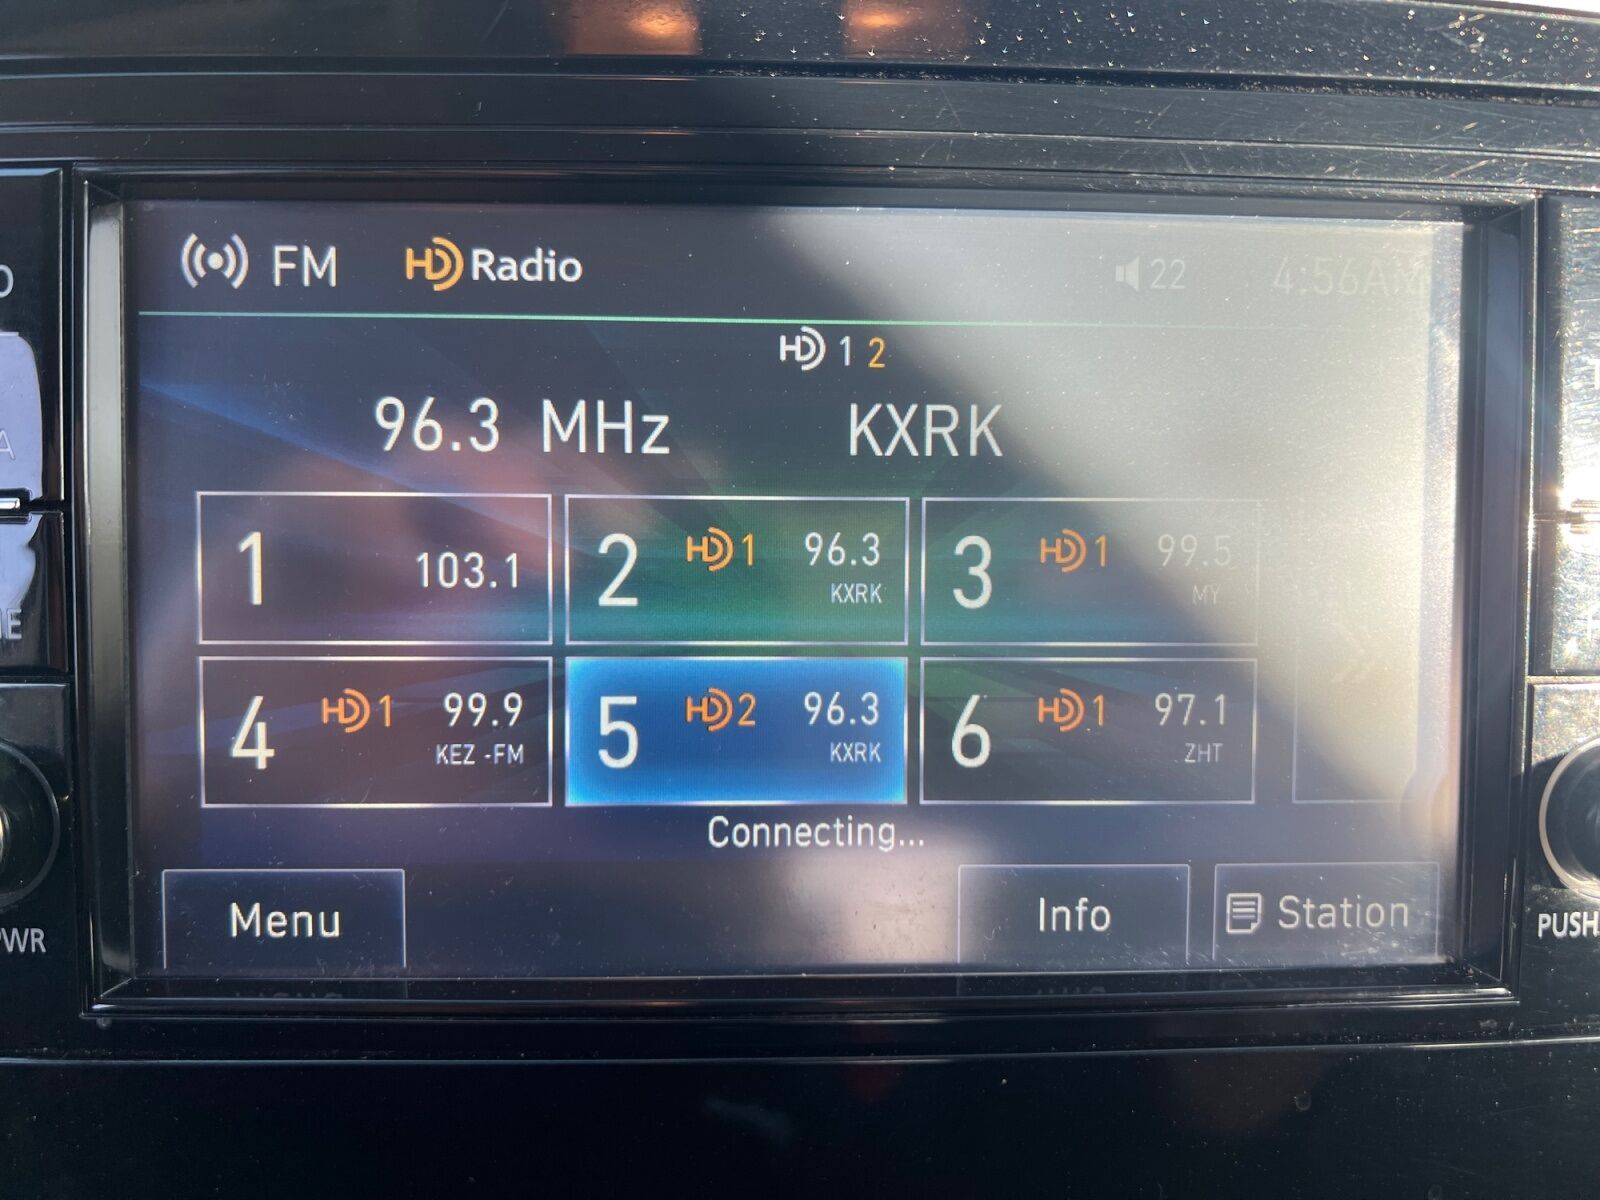 FM HD Radio 22 4:56AM
HD 1 2
96.3 MHz KXRK
1 103.1
2 HD 1 96.3 KXRK
3 HD 1 99.5 MY
4 HD 1 99.9 KEZ -FM
5 HD 2 96.3 KXRK
6 HD 1 97.1 ZHT
Connecting...
Menu Info Station
PWR
PUSH